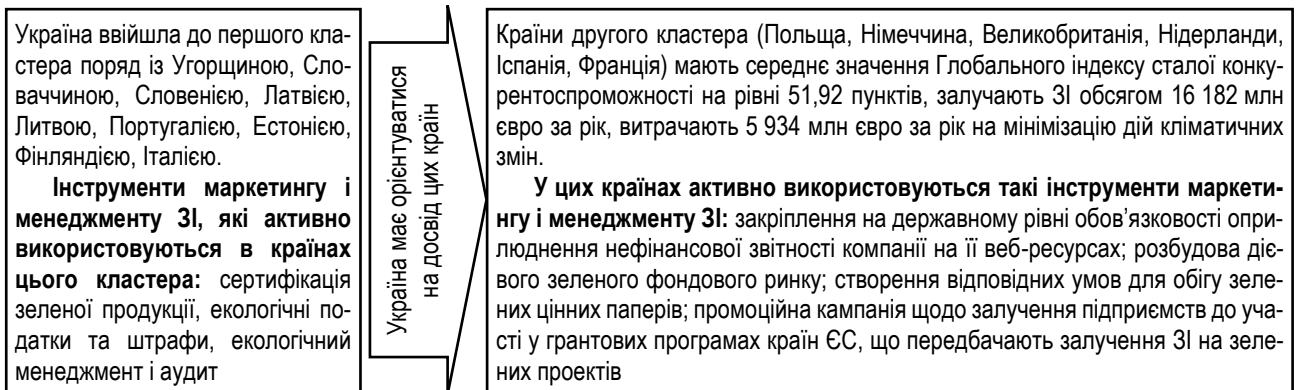 Україна ввійшла до першого кла-
стера поряд із Угорщиною, Сло-
ваччиною, Словенією, Латвією,
Литвою, Португалією, Естонією,
Фінляндією, Італією.
Інструменти маркетингу і
менеджменту ЗІ, які активно
використовуються в країнах
цього кластера: сертифікація
зеленої продукції, екологічні по-
датки та штрафи, екологічний
менеджмент і аудит
Україна має орієнтуватися
на досвід цих країн
Країни другого кластера (Польща, Німеччина, Великобританія, Нідерланди,
Іспанія, Франція) мають середнє значення Глобального індексу сталої конку-
рентоспроможності на рівні 51,92 пунктів, залучають ЗІ обсягом 16 182 млн
євро за рік, витрачають 5 934 млн євро за рік на мінімізацію дій кліматичних
змін.
У цих країнах активно використовуються такі інструменти маркети-
нгу і менеджменту ЗІ: закріплення на державному рівні обов’язковості опри-
люднення нефінансової звітності компанії на її веб-ресурсах; розбудова діє-
вого зеленого фондового ринку; створення відповідних умов для обігу зеле-
них цінних паперів; промоційна кампанія щодо залучення підприємств до уча-
сті у грантових програмах країн ЄС, що передбачають залучення ЗІ на зеле-
них проектів